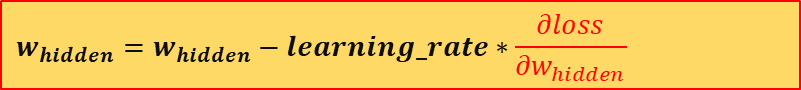 w_hidden = w_hidden − learning_rate * ∂loss / ∂w_hidden